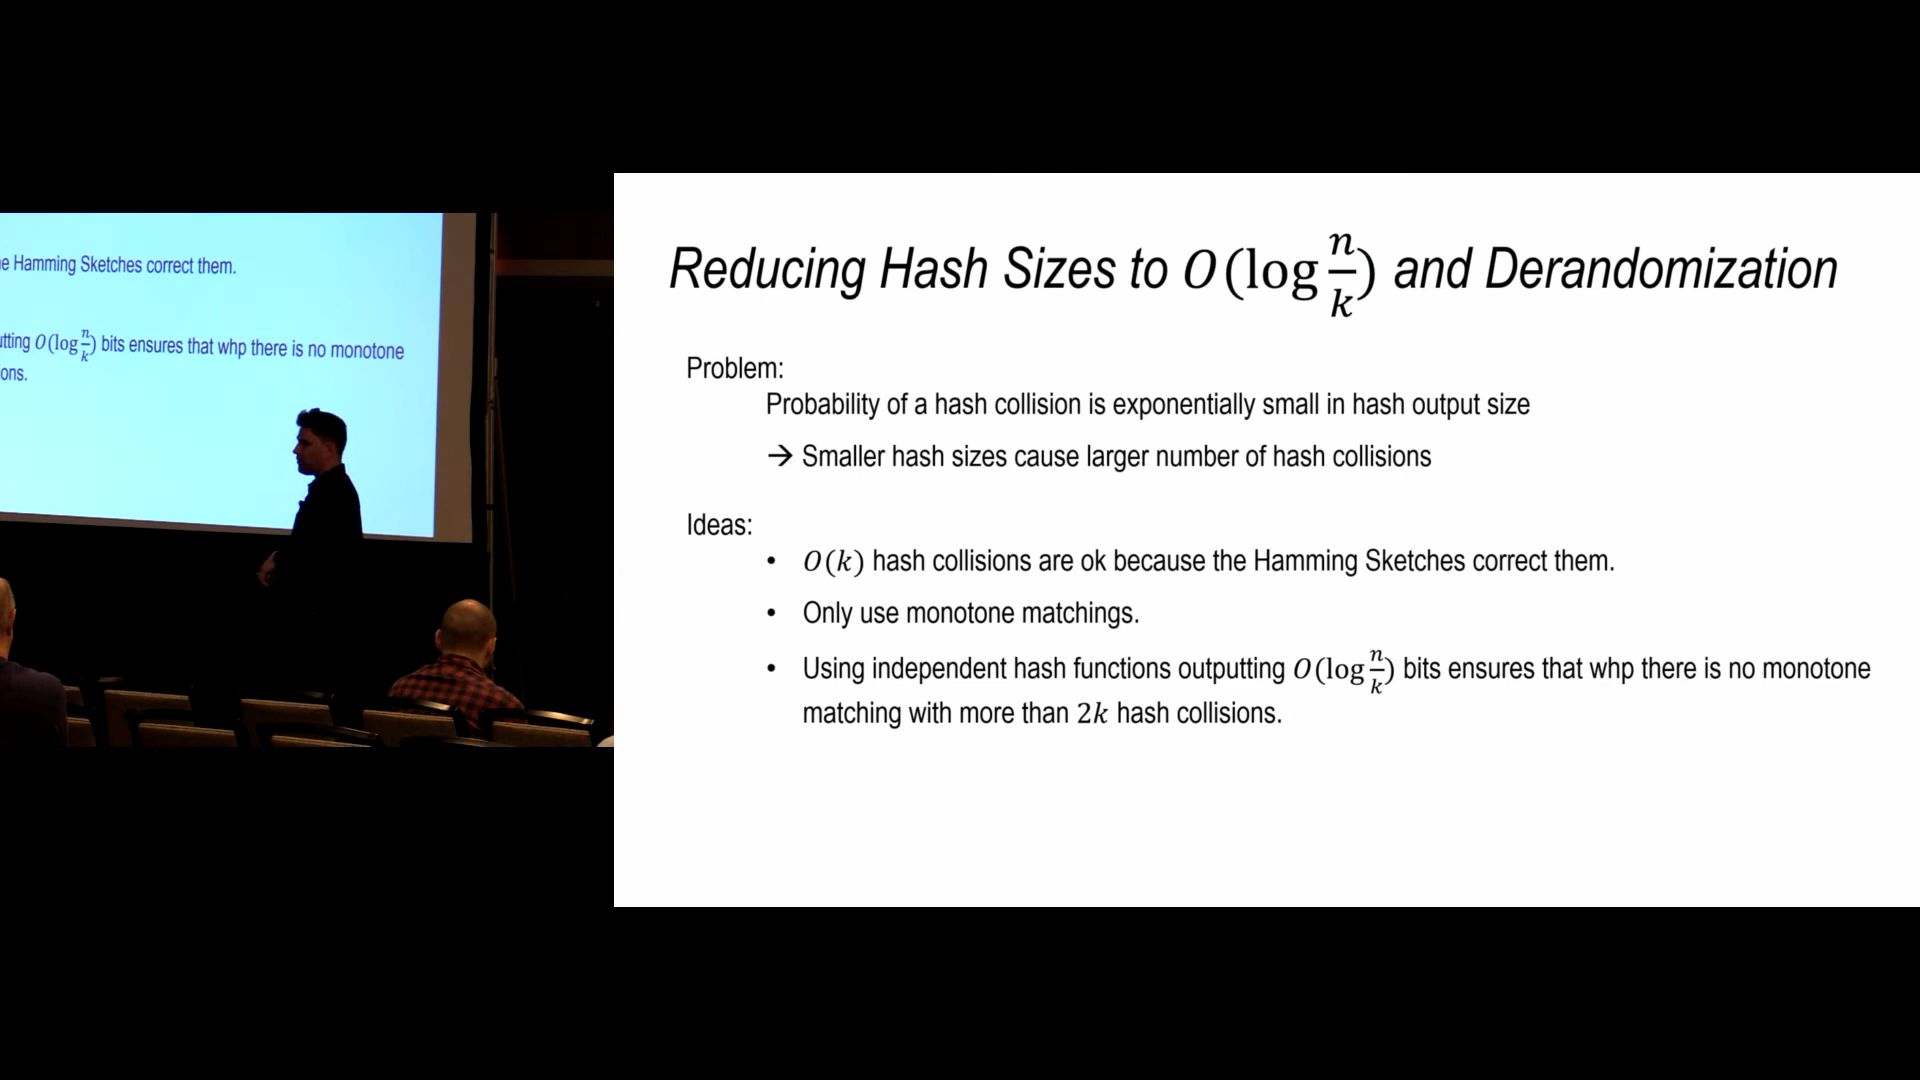 Hamming Sketches correct them.
O(log n/k) bits ensures that whp there is no monotone
Reducing Hash Sizes to O(log n/k) and Derandomization
Problem:
Probability of a hash collision is exponentially small in hash output size
→ Smaller hash sizes cause larger number of hash collisions
Ideas:
• O(k) hash collisions are ok because the Hamming Sketches correct them.
• Only use monotone matchings.
• Using independent hash functions outputting O(log n/k) bits ensures that whp there is no monotone
matching with more than 2k hash collisions.